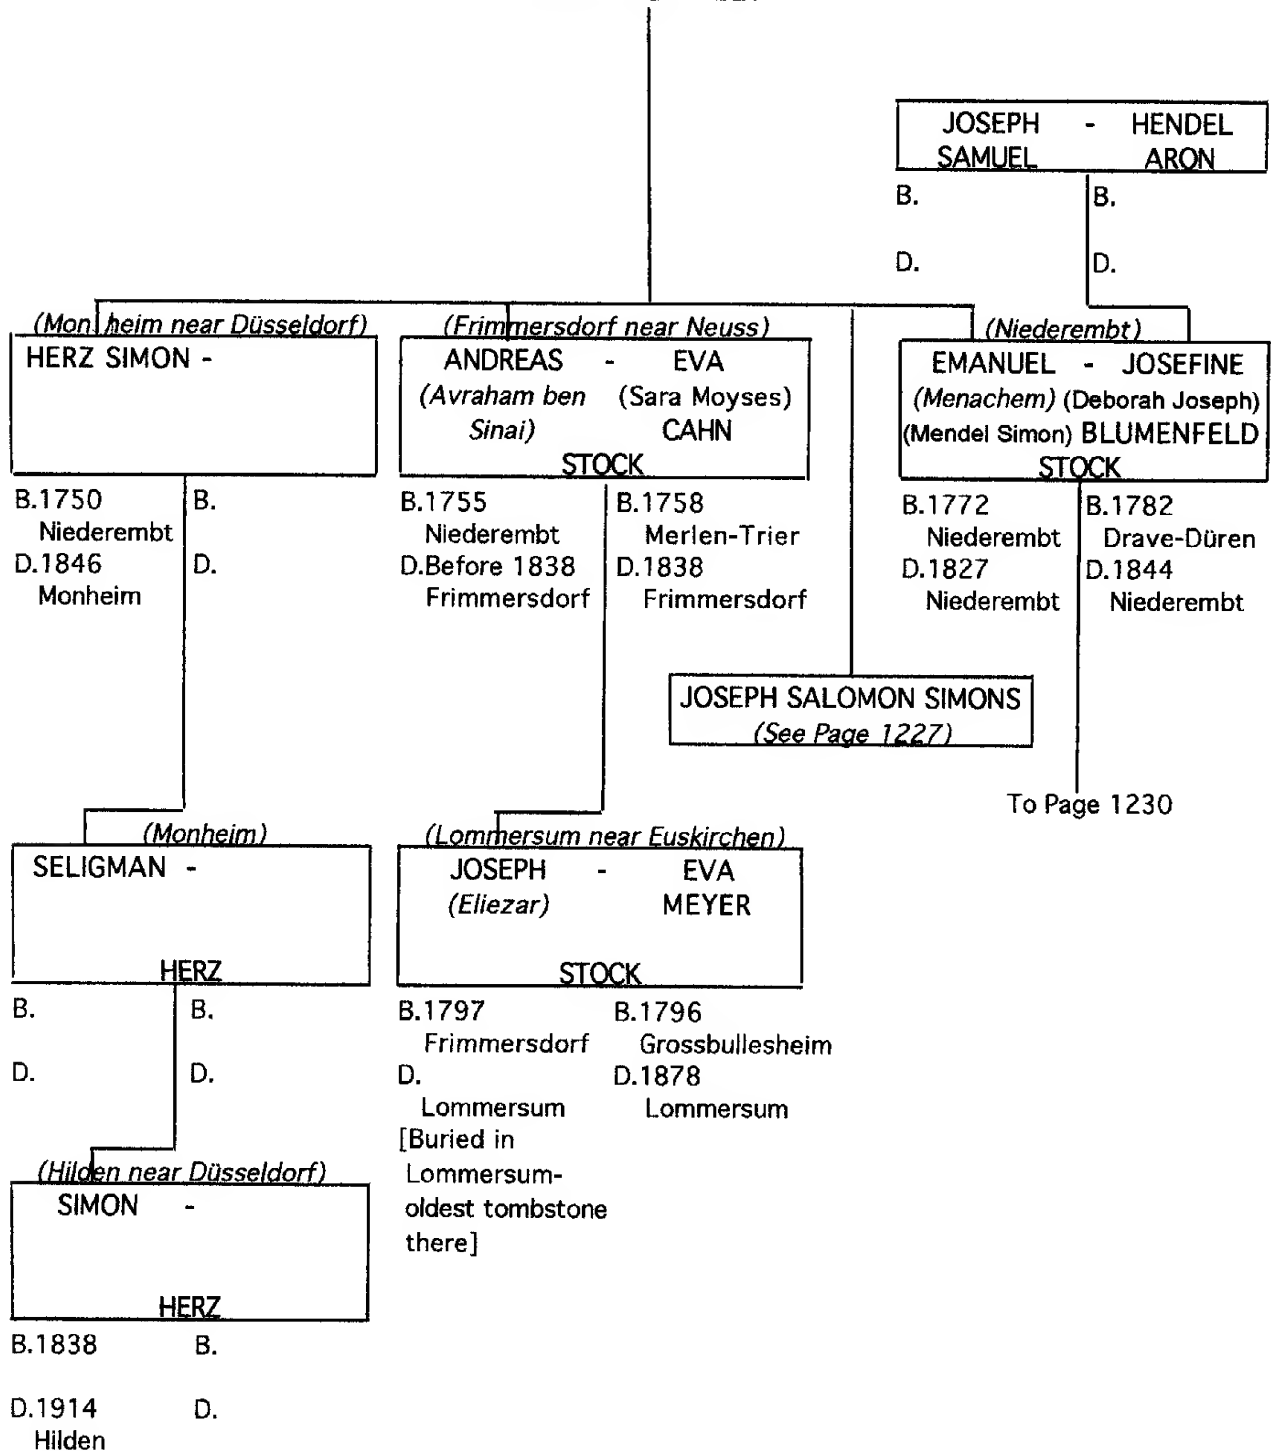 JOSEPH - HENDEL
SAMUEL ARON
B. B.
D. D.
(Monheim near Düsseldorf) (Frimmersdorf near Neuss) (Niederembt)
HERZ SIMON -
ANDREAS - EVA
(Avraham ben (Sara Moyses)
Sinai) CAHN
STOCK
EMANUEL - JOSEFINE
(Menachem) (Deborah Joseph)
(Mendel Simon) BLUMENFELD
STOCK
B.1750 B.
Niederembt
D.1846 D.
Monheim
B.1755 B.1758
Niederembt Merlen-Trier
D.Before 1838 D.1838
Frimmersdorf Frimmersdorf
B.1772 B.1782
Niederembt Drave-Düren
D.1827 D.1844
Niederembt Niederembt
JOSEPH SALOMON SIMONS
(See Page 1227)
To Page 1230
(Monheim) (Lommersum near Euskirchen)
SELIGMAN -
HERZ
JOSEPH - EVA
(Eliezar) MEYER
STOCK
B. B.
D. D.
B.1797 B.1796
Frimmersdorf Grossbullesheim
D. D.1878
Lommersum Lommersum
[Buried in
Lommersum-
oldest tombstone
there]
(Hilden near Düsseldorf)
SIMON -
HERZ
B.1838 B.
D.1914 D.
Hilden